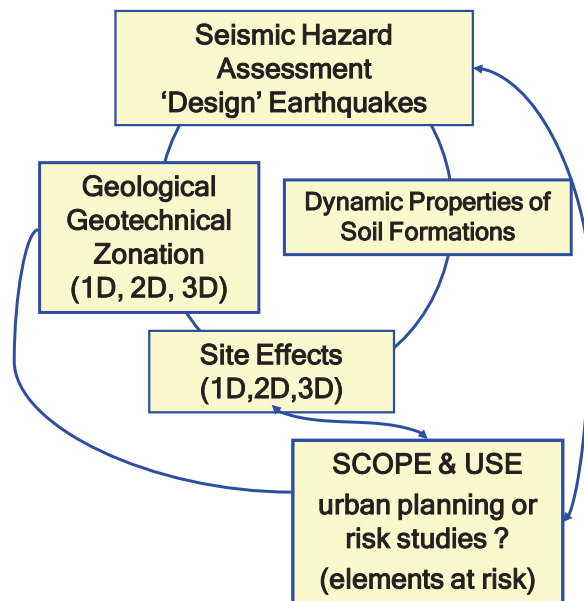 Seismic Hazard
Assessment
‘Design’ Earthquakes
Geological
Geotechnical
Zonation
(1D, 2D, 3D)
Dynamic Properties of
Soil Formations
Site Effects
(1D,2D,3D)
SCOPE & USE
urban planning or
risk studies ?
(elements at risk)